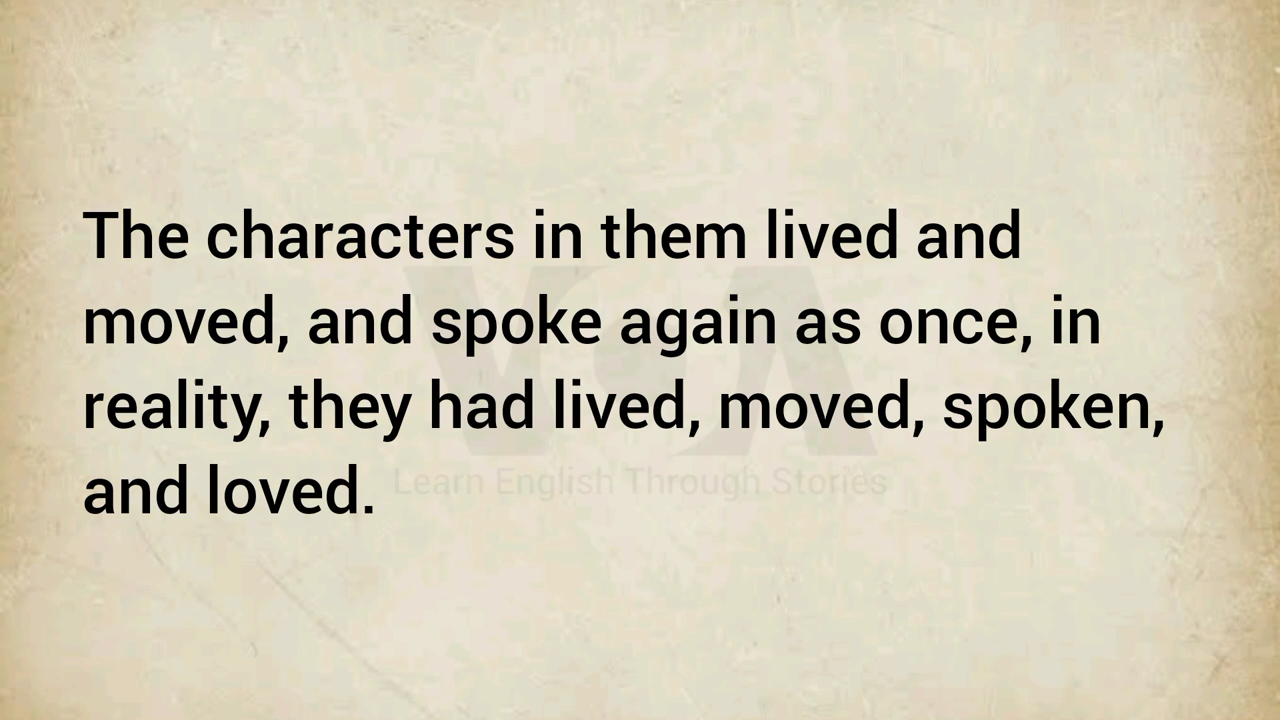 The characters in them lived and
moved, and spoke again as once, in
reality, they had lived, moved, spoken,
and loved.
VOA
Learn English Through Stories